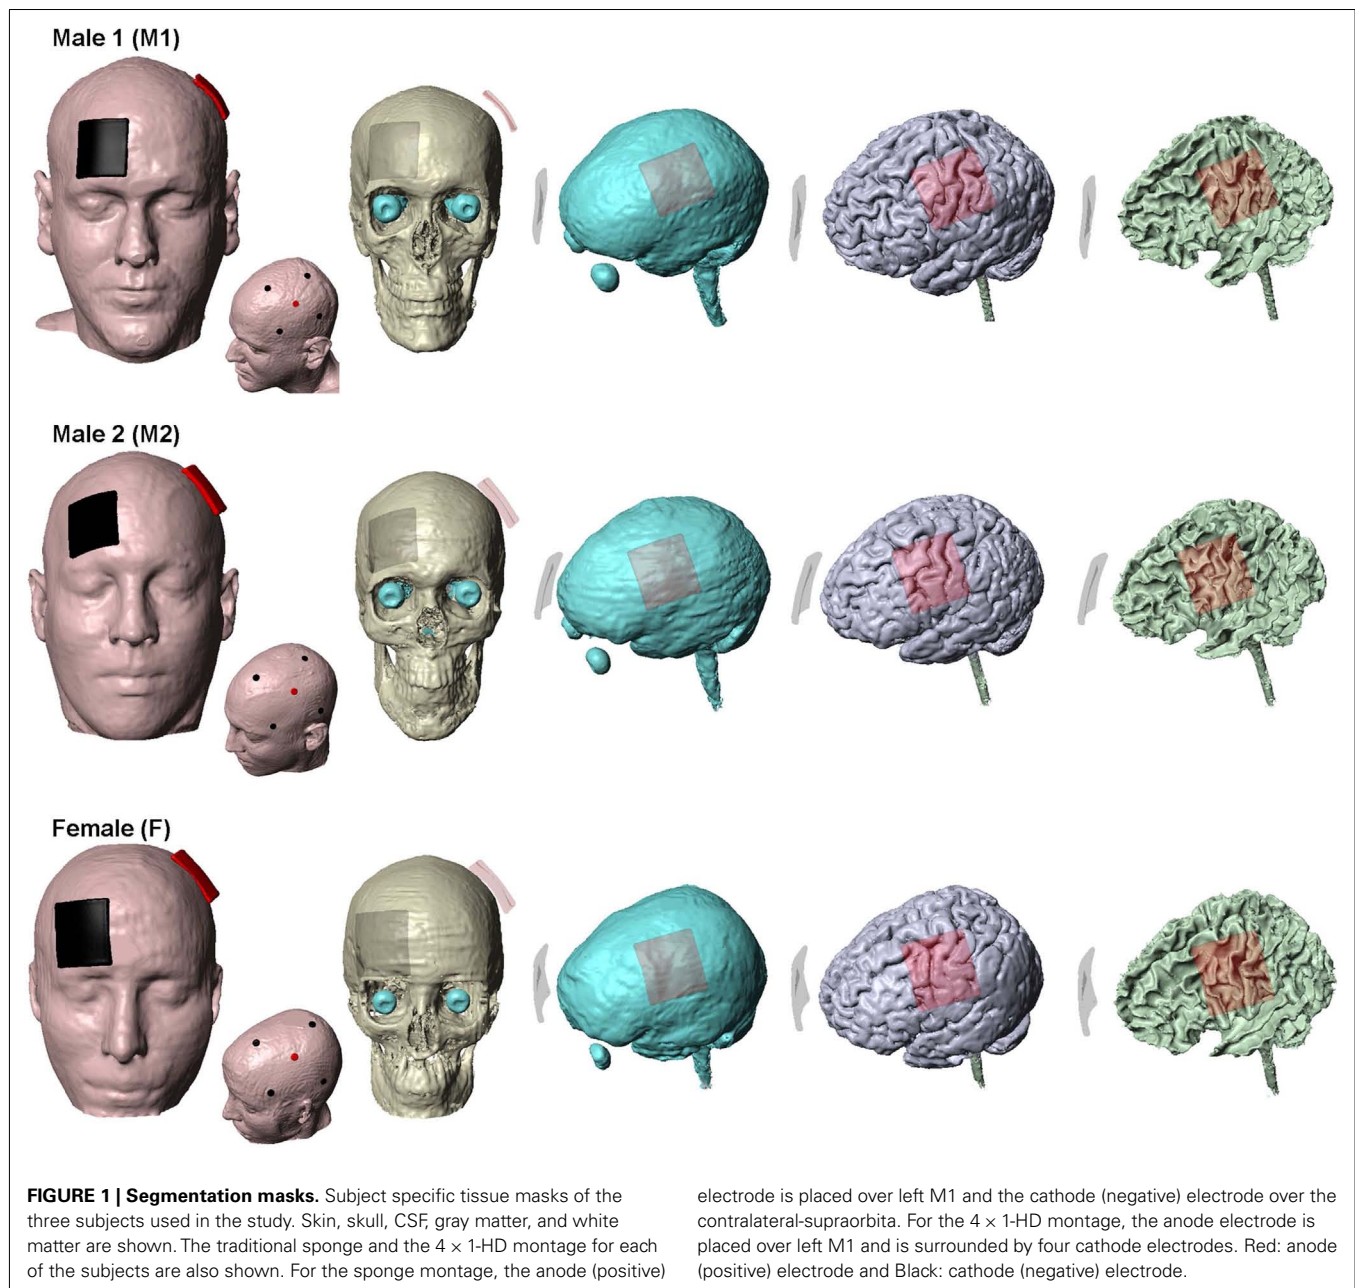 Male 1 (M1)
Male 2 (M2)
Female (F)
FIGURE 1 | Segmentation masks. Subject specific tissue masks of the
three subjects used in the study. Skin, skull, CSF, gray matter, and white
matter are shown. The traditional sponge and the 4 × 1-HD montage for each
of the subjects are also shown. For the sponge montage, the anode (positive)
electrode is placed over left M1 and the cathode (negative) electrode over the
contralateral-supraorbita. For the 4 × 1-HD montage, the anode electrode is
placed over left M1 and is surrounded by four cathode electrodes. Red: anode
(positive) electrode and Black: cathode (negative) electrode.